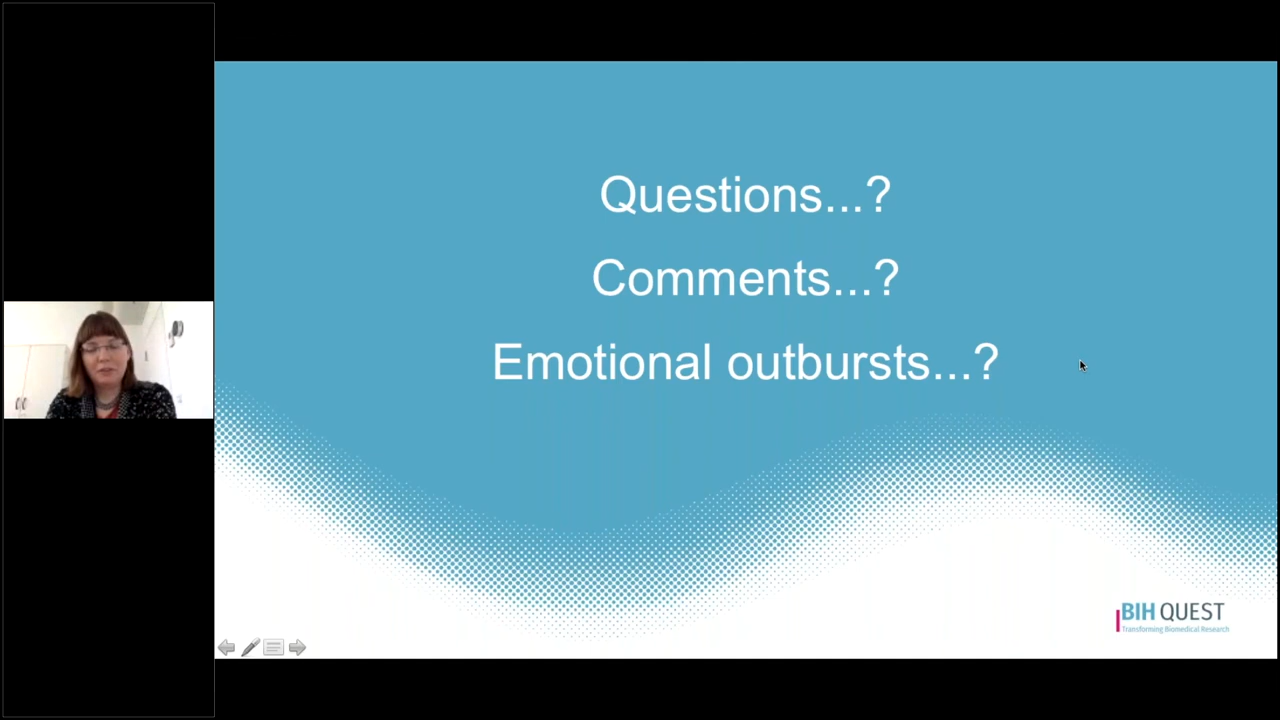 Questions...?
Comments...?
Emotional outbursts...?
BIH QUEST
Transforming Biomedical Research